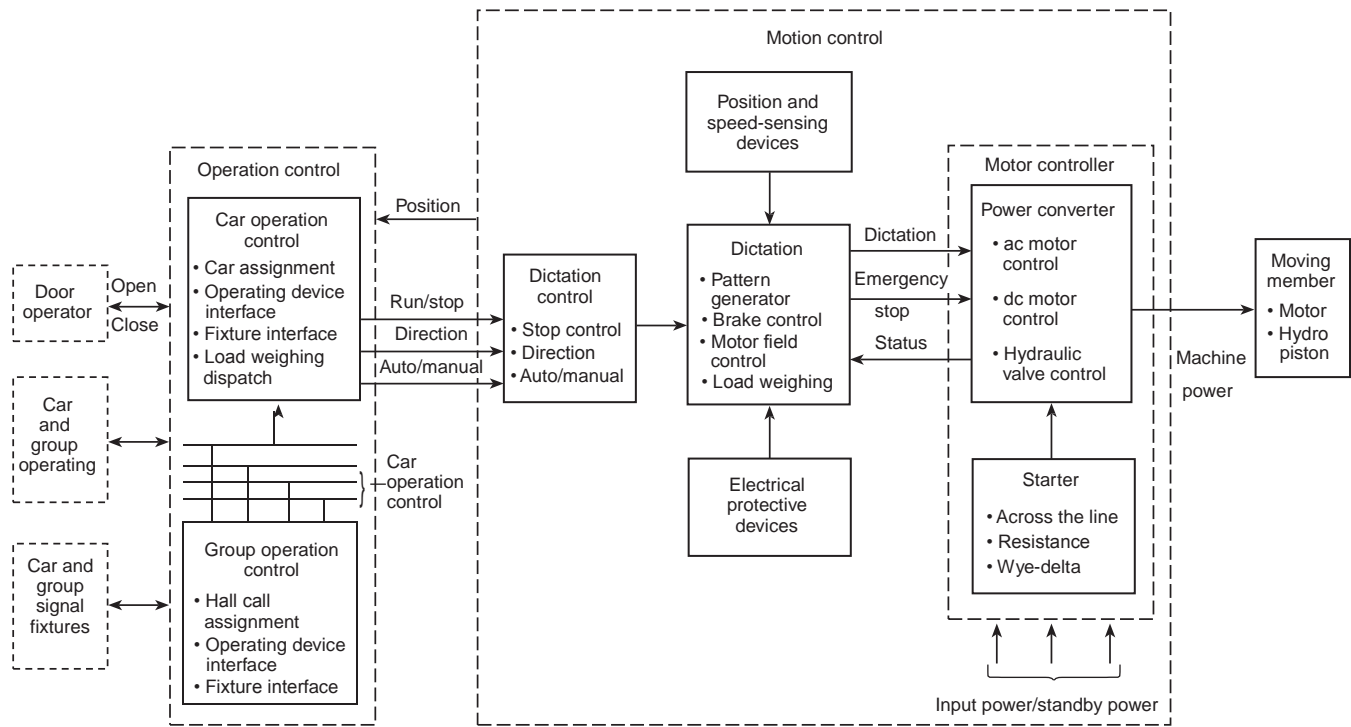 Motion control
Position and
speed-sensing
devices
Operation control
Motor controller
Car operation
control
• Car assignment
• Operating device
interface
• Fixture interface
• Load weighing
dispatch
Position
Door
operator
Open
Close
Run/stop
Direction
Auto/manual
Dictation
control
• Stop control
• Direction
• Auto/manual
Dictation
• Pattern
generator
• Brake control
• Motor field
control
• Load weighing
Dictation
Emergency
stop
Status
Power converter
• ac motor
control
• dc motor
control
• Hydraulic
valve control
Machine
power
Moving
member
• Motor
• Hydro
piston
Car
and
group
operating
Car
operation
control
Electrical
protective
devices
Starter
• Across the line
• Resistance
• Wye-delta
Car and
group
signal
fixtures
Group operation
control
• Hall call
assignment
• Operating device
interface
• Fixture interface
Input power/standby power